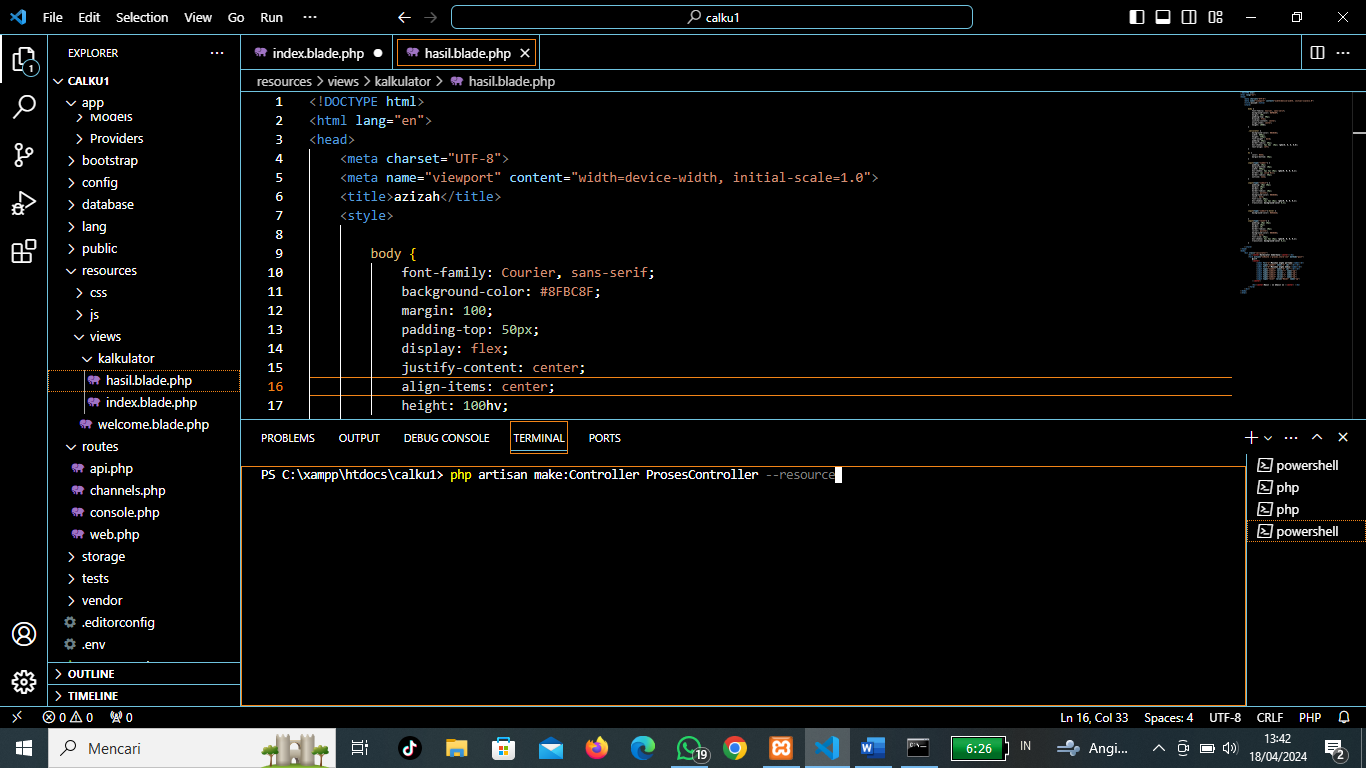 File Edit Selection View Go Run ··· calku1
EXPLORER ···
CALKU1
app
Models
Providers
bootstrap
config
database
lang
public
resources
css
js
views
kalkulator
hasil.blade.php
index.blade.php
welcome.blade.php
routes
api.php
channels.php
console.php
web.php
storage
tests
vendor
.editorconfig
.env
OUTLINE
TIMELINE
1
index.blade.php hasil.blade.php
resources > views > kalkulator > hasil.blade.php
1 <!DOCTYPE html>
2 <html lang="en">
3 <head>
4 <meta charset="UTF-8">
5 <meta name="viewport" content="width=device-width, initial-scale=1.0">
6 <title>azizah</title>
7 <style>
8
9 body {
10 font-family: Courier, sans-serif;
11 background-color: #8FBC8F;
12 margin: 100;
13 padding-top: 50px;
14 display: flex;
15 justify-content: center;
16 align-items: center;
17 height: 100hv;
PROBLEMS OUTPUT DEBUG CONSOLE TERMINAL PORTS
PS C:\xampp\htdocs\calku1> php artisan make:Controller ProsesController --resource
powershell
php
php
powershell
0 0 0 Ln 16, Col 33 Spaces: 4 UTF-8 CRLF PHP
Mencari 19 6:26 IN Angi... 13:42
18/04/2024 2